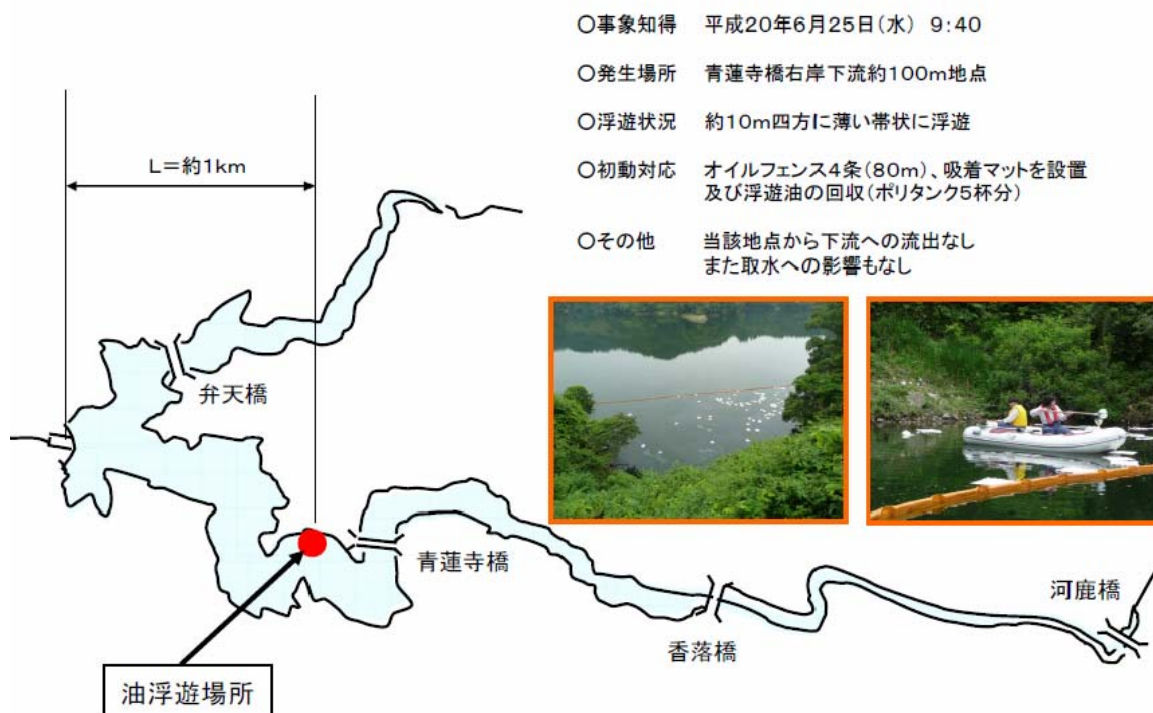 ○事象知得 平成20年6月25日(水) 9:40
○発生場所 青蓮寺橋右岸下流約100m地点
○浮遊状況 約10m四方に薄い帯状に浮遊
○初動対応 オイルフェンス4条(80m)、吸着マットを設置
及び浮遊油の回収(ポリタンク5杯分)
○その他 当該地点から下流への流出なし
また取水への影響もなし
L=約1km
弁天橋
青蓮寺橋
香落橋
河鹿橋
油浮遊場所